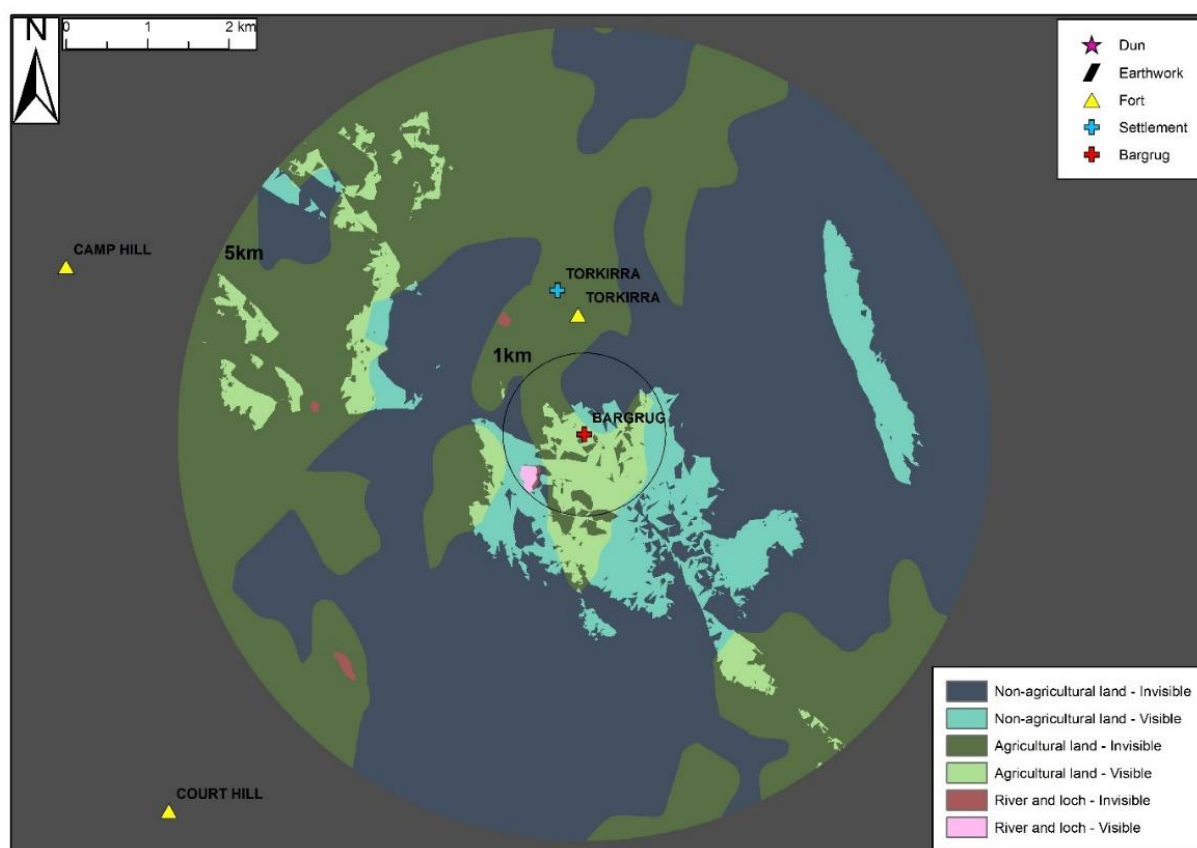 N
0 1 2 km
Dun
Earthwork
Fort
Settlement
Bargrug
CAMP HILL
5km
TORKIRRA
TORKIRRA
1km
BARGRUG
COURT HILL
Non-agricultural land - Invisible
Non-agricultural land - Visible
Agricultural land - Invisible
Agricultural land - Visible
River and loch - Invisible
River and loch - Visible